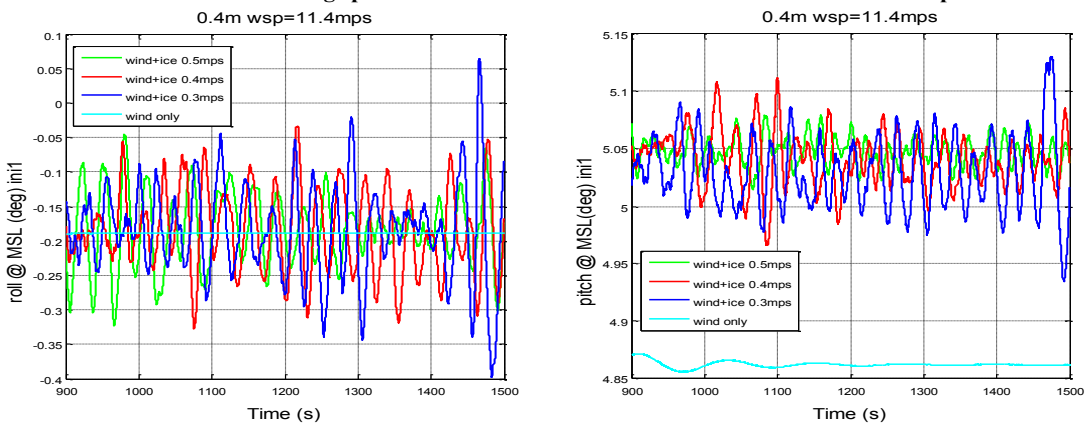 0.4m wsp=11.4mps
roll @ MSL (deg) ini1
0.1
0.05
0
-0.05
-0.1
-0.15
-0.2
-0.25
-0.3
-0.35
-0.4
wind+ice 0.5mps
wind+ice 0.4mps
wind+ice 0.3mps
wind only
900 1000 1100 1200 1300 1400 1500
Time (s)
0.4m wsp=11.4mps
pitch @ MSL(deg) ini1
5.15
5.1
5.05
5
4.95
4.9
4.85
wind+ice 0.5mps
wind+ice 0.4mps
wind+ice 0.3mps
wind only
900 1000 1100 1200 1300 1400 1500
Time (s)